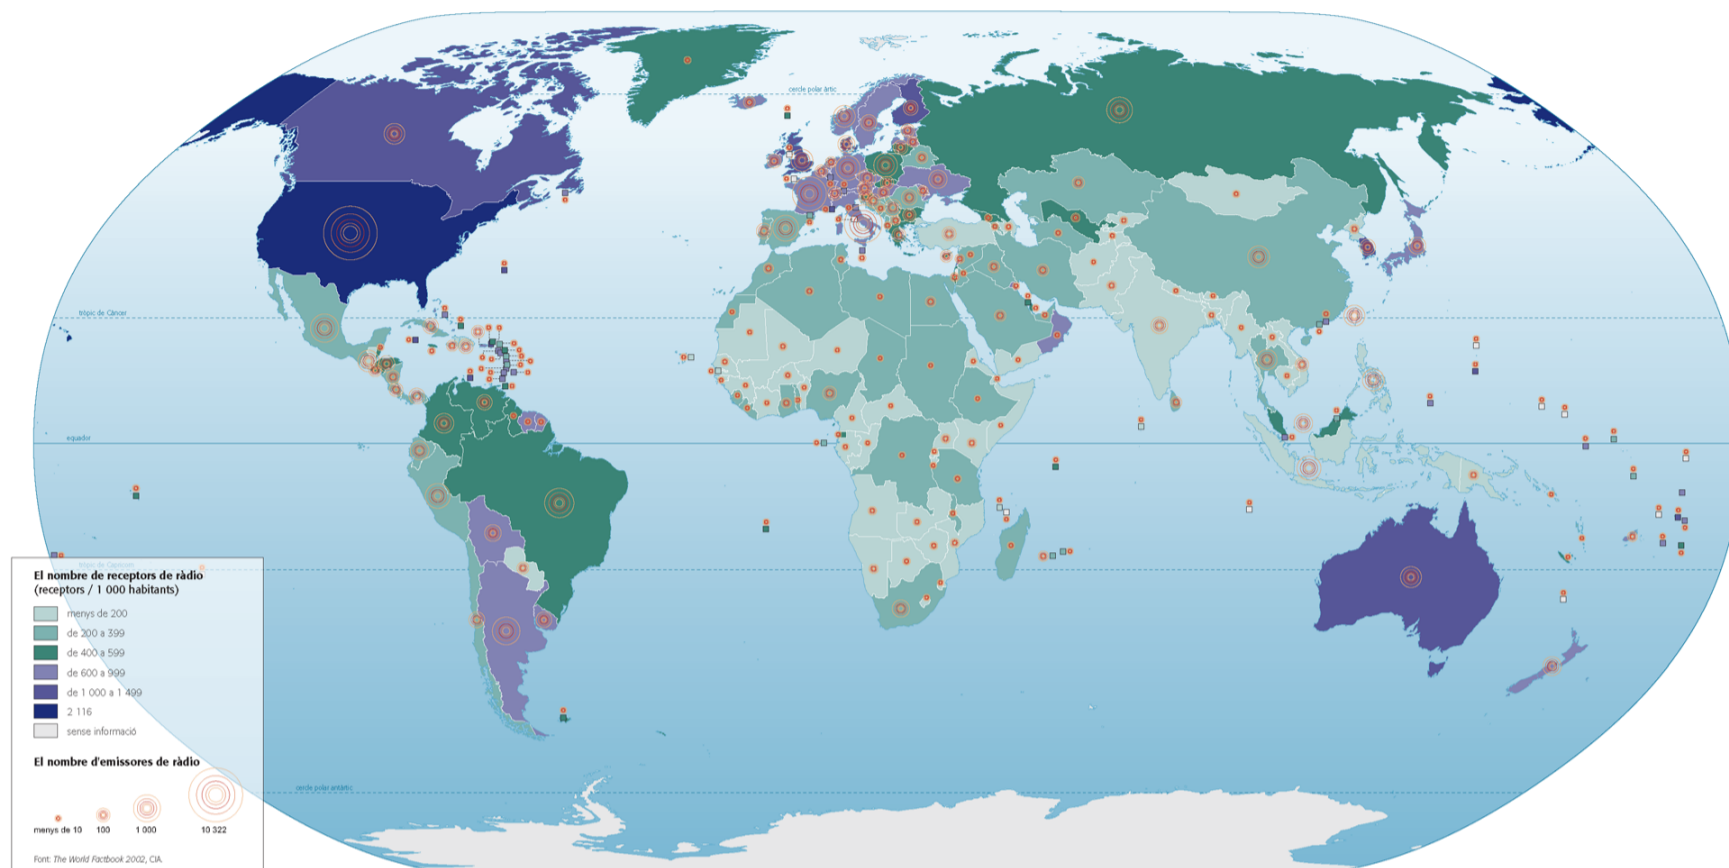 cercle polar àrtic
tròpic de Càncer
equador
tròpic de Capricorn
cercle polar antàrtic
El nombre de receptors de ràdio
(receptors / 1 000 habitants)
menys de 200
de 200 a 399
de 400 a 599
de 600 a 999
de 1 000 a 1 499
2 116
sense informació
El nombre d'emissores de ràdio
menys de 10 100 1 000 10 322
Font: The World Factbook 2002, CIA.